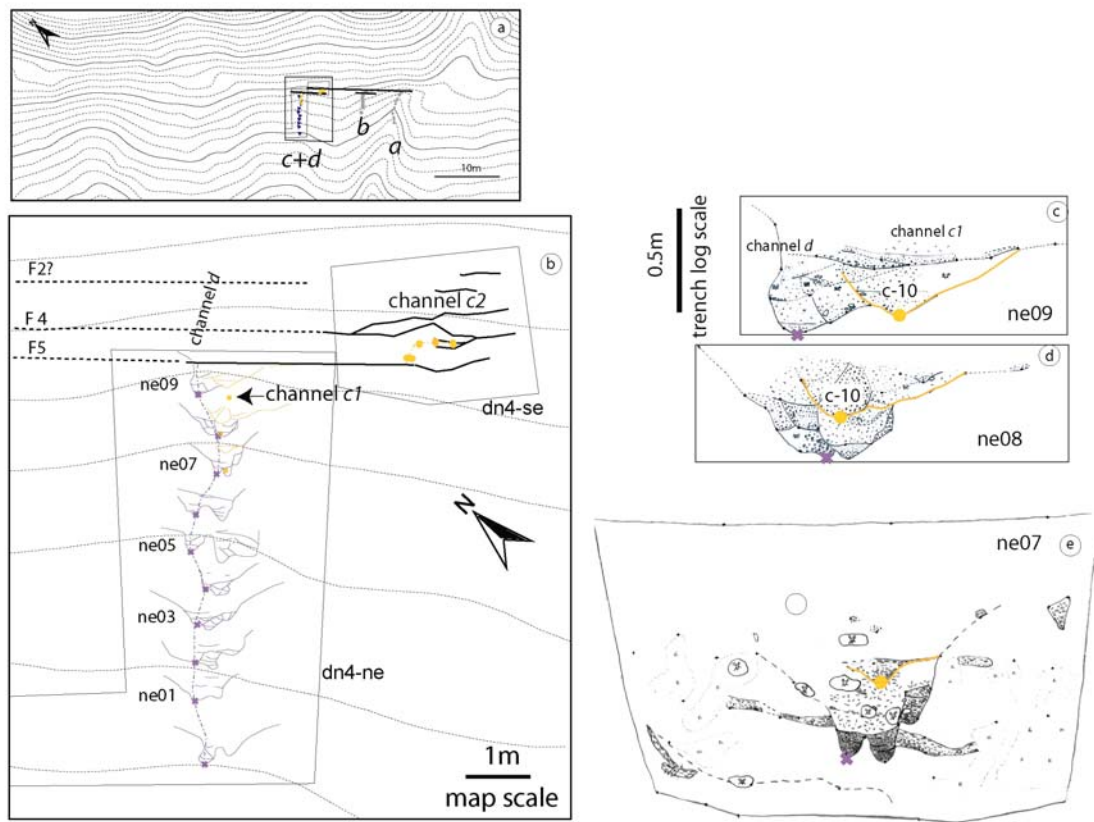 a
b
a
c+d
10m
b
F2?
channel d
channel c2
F4
F5
ne09
channel c1
dn4-se
ne07
N
ne05
ne03
dn4-ne
ne01
1m
map scale
0.5m
trench log scale
c
channel d
channel c1
c-10
ne09
d
c-10
ne08
ne07
e